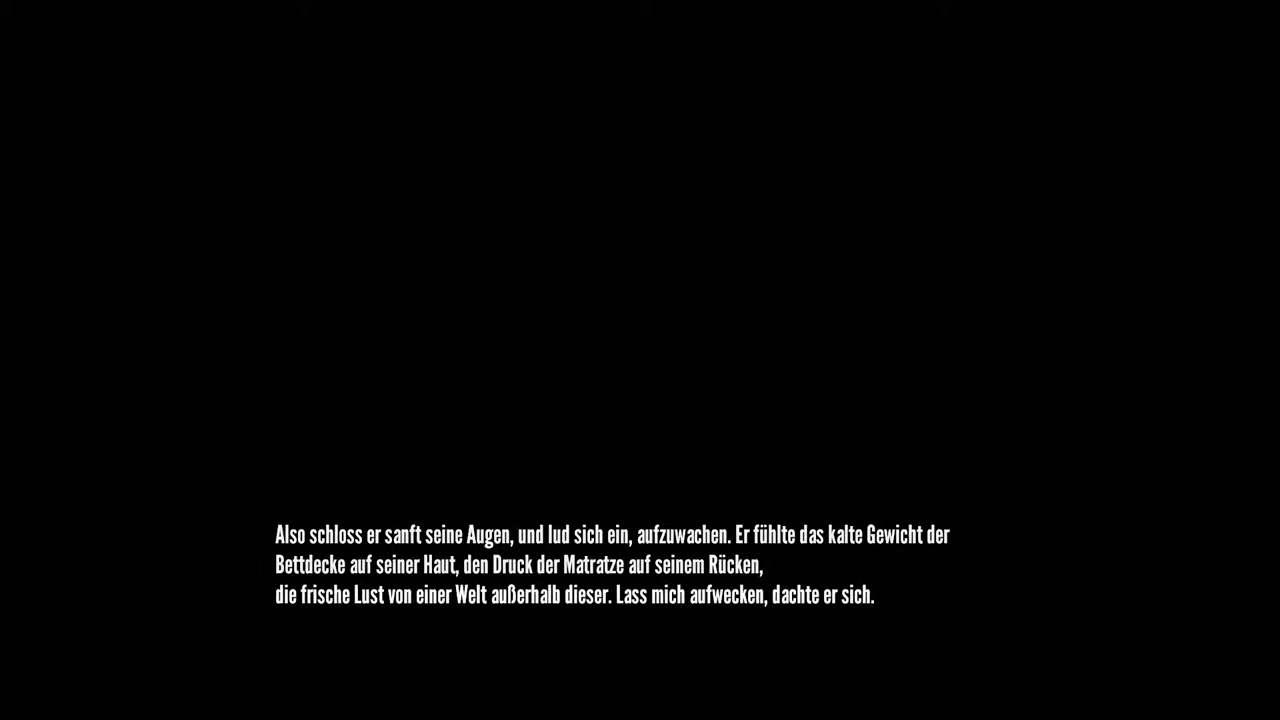 Also schloss er sanft seine Augen, und lud sich ein, aufzuwachen. Er fühlte das kalte Gewicht der
Bettdecke auf seiner Haut, den Druck der Matratze auf seinem Rücken,
die frische Lust von einer Welt außerhalb dieser. Lass mich aufwecken, dachte er sich.